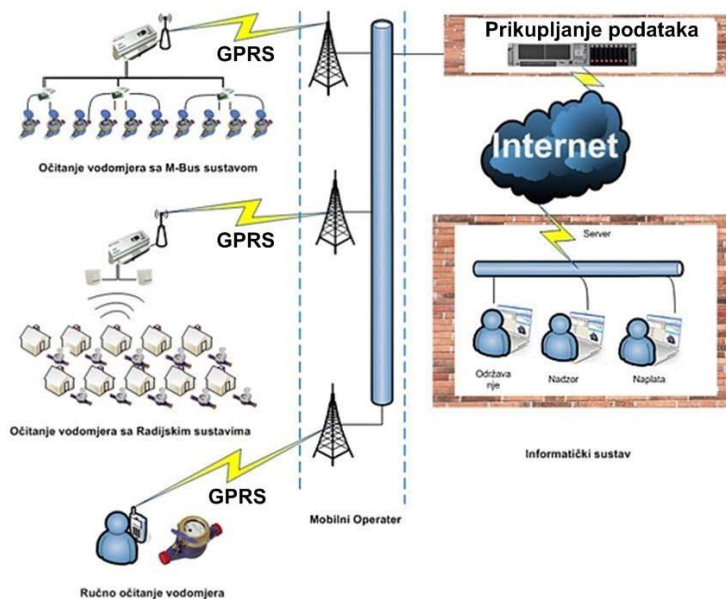 GPRS
Prikupljanje podataka
Očitanje vodomjera sa M-Bus sustavom
Internet
GPRS
Server
Održava
nje
Nadzor
Naplata
Očitanje vodomjera sa Radijskim sustavima
Informatički sustav
GPRS
Mobilni Operater
Ručno očitanje vodomjera